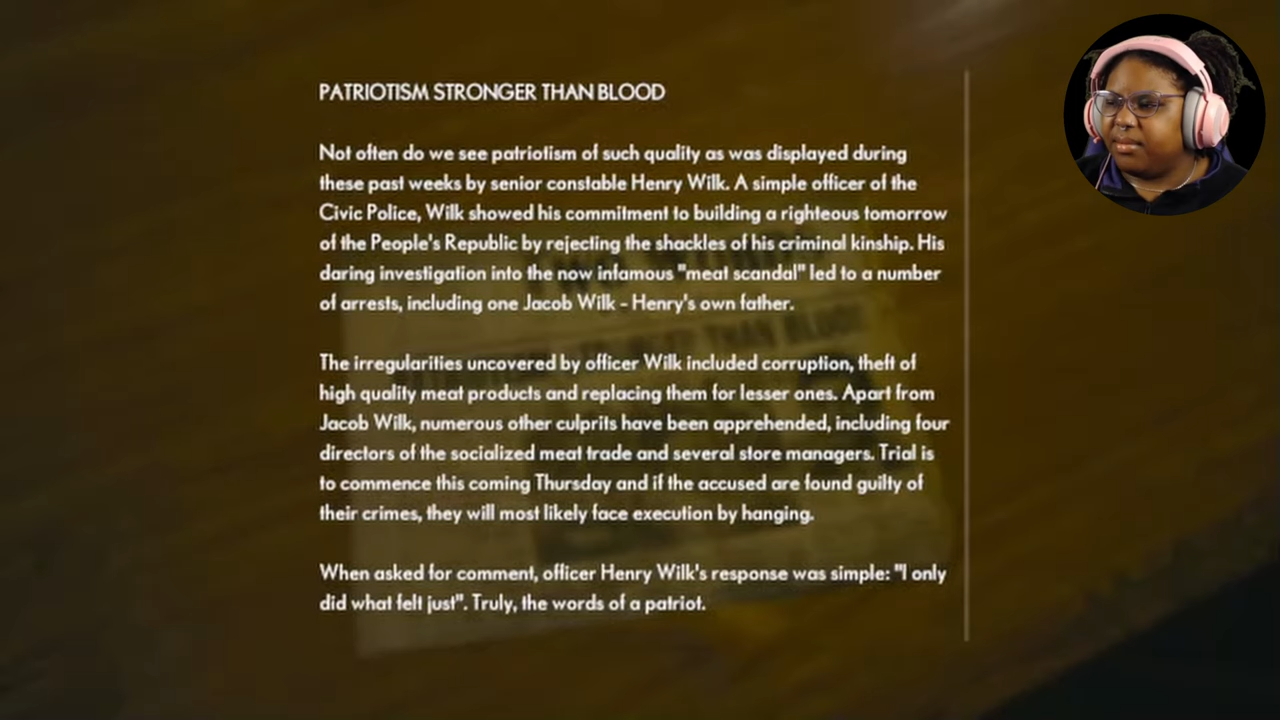 PATRIOTISM STRONGER THAN BLOOD
Not often do we see patriotism of such quality as was displayed during
these past weeks by senior constable Henry Wilk. A simple officer of the
Civic Police, Wilk showed his commitment to building a righteous tomorrow
of the People's Republic by rejecting the shackles of his criminal kinship. His
daring investigation into the now infamous "meat scandal" led to a number
of arrests, including one Jacob Wilk - Henry's own father.
The irregularities uncovered by officer Wilk included corruption, theft of
high quality meat products and replacing them for lesser ones. Apart from
Jacob Wilk, numerous other culprits have been apprehended, including four
directors of the socialized meat trade and several store managers. Trial is
to commence this coming Thursday and if the accused are found guilty of
their crimes, they will most likely face execution by hanging.
When asked for comment, officer Henry Wilk's response was simple: "I only
did what felt just". Truly, the words of a patriot.